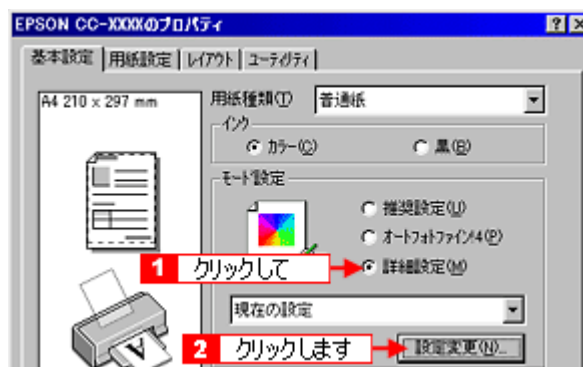 EPSON CC-XXXXのプロパティ
基本設定 用紙設定 レイアウト ユーティリティ
A4 210 x 297 mm
用紙種類(T) 普通紙
インク
カラー(C) 黒(B)
モード設定
推奨設定(U)
オートフォトファイン!4(P)
1 クリックして 詳細設定(M)
現在の設定
2 クリックします 設定変更(N)...